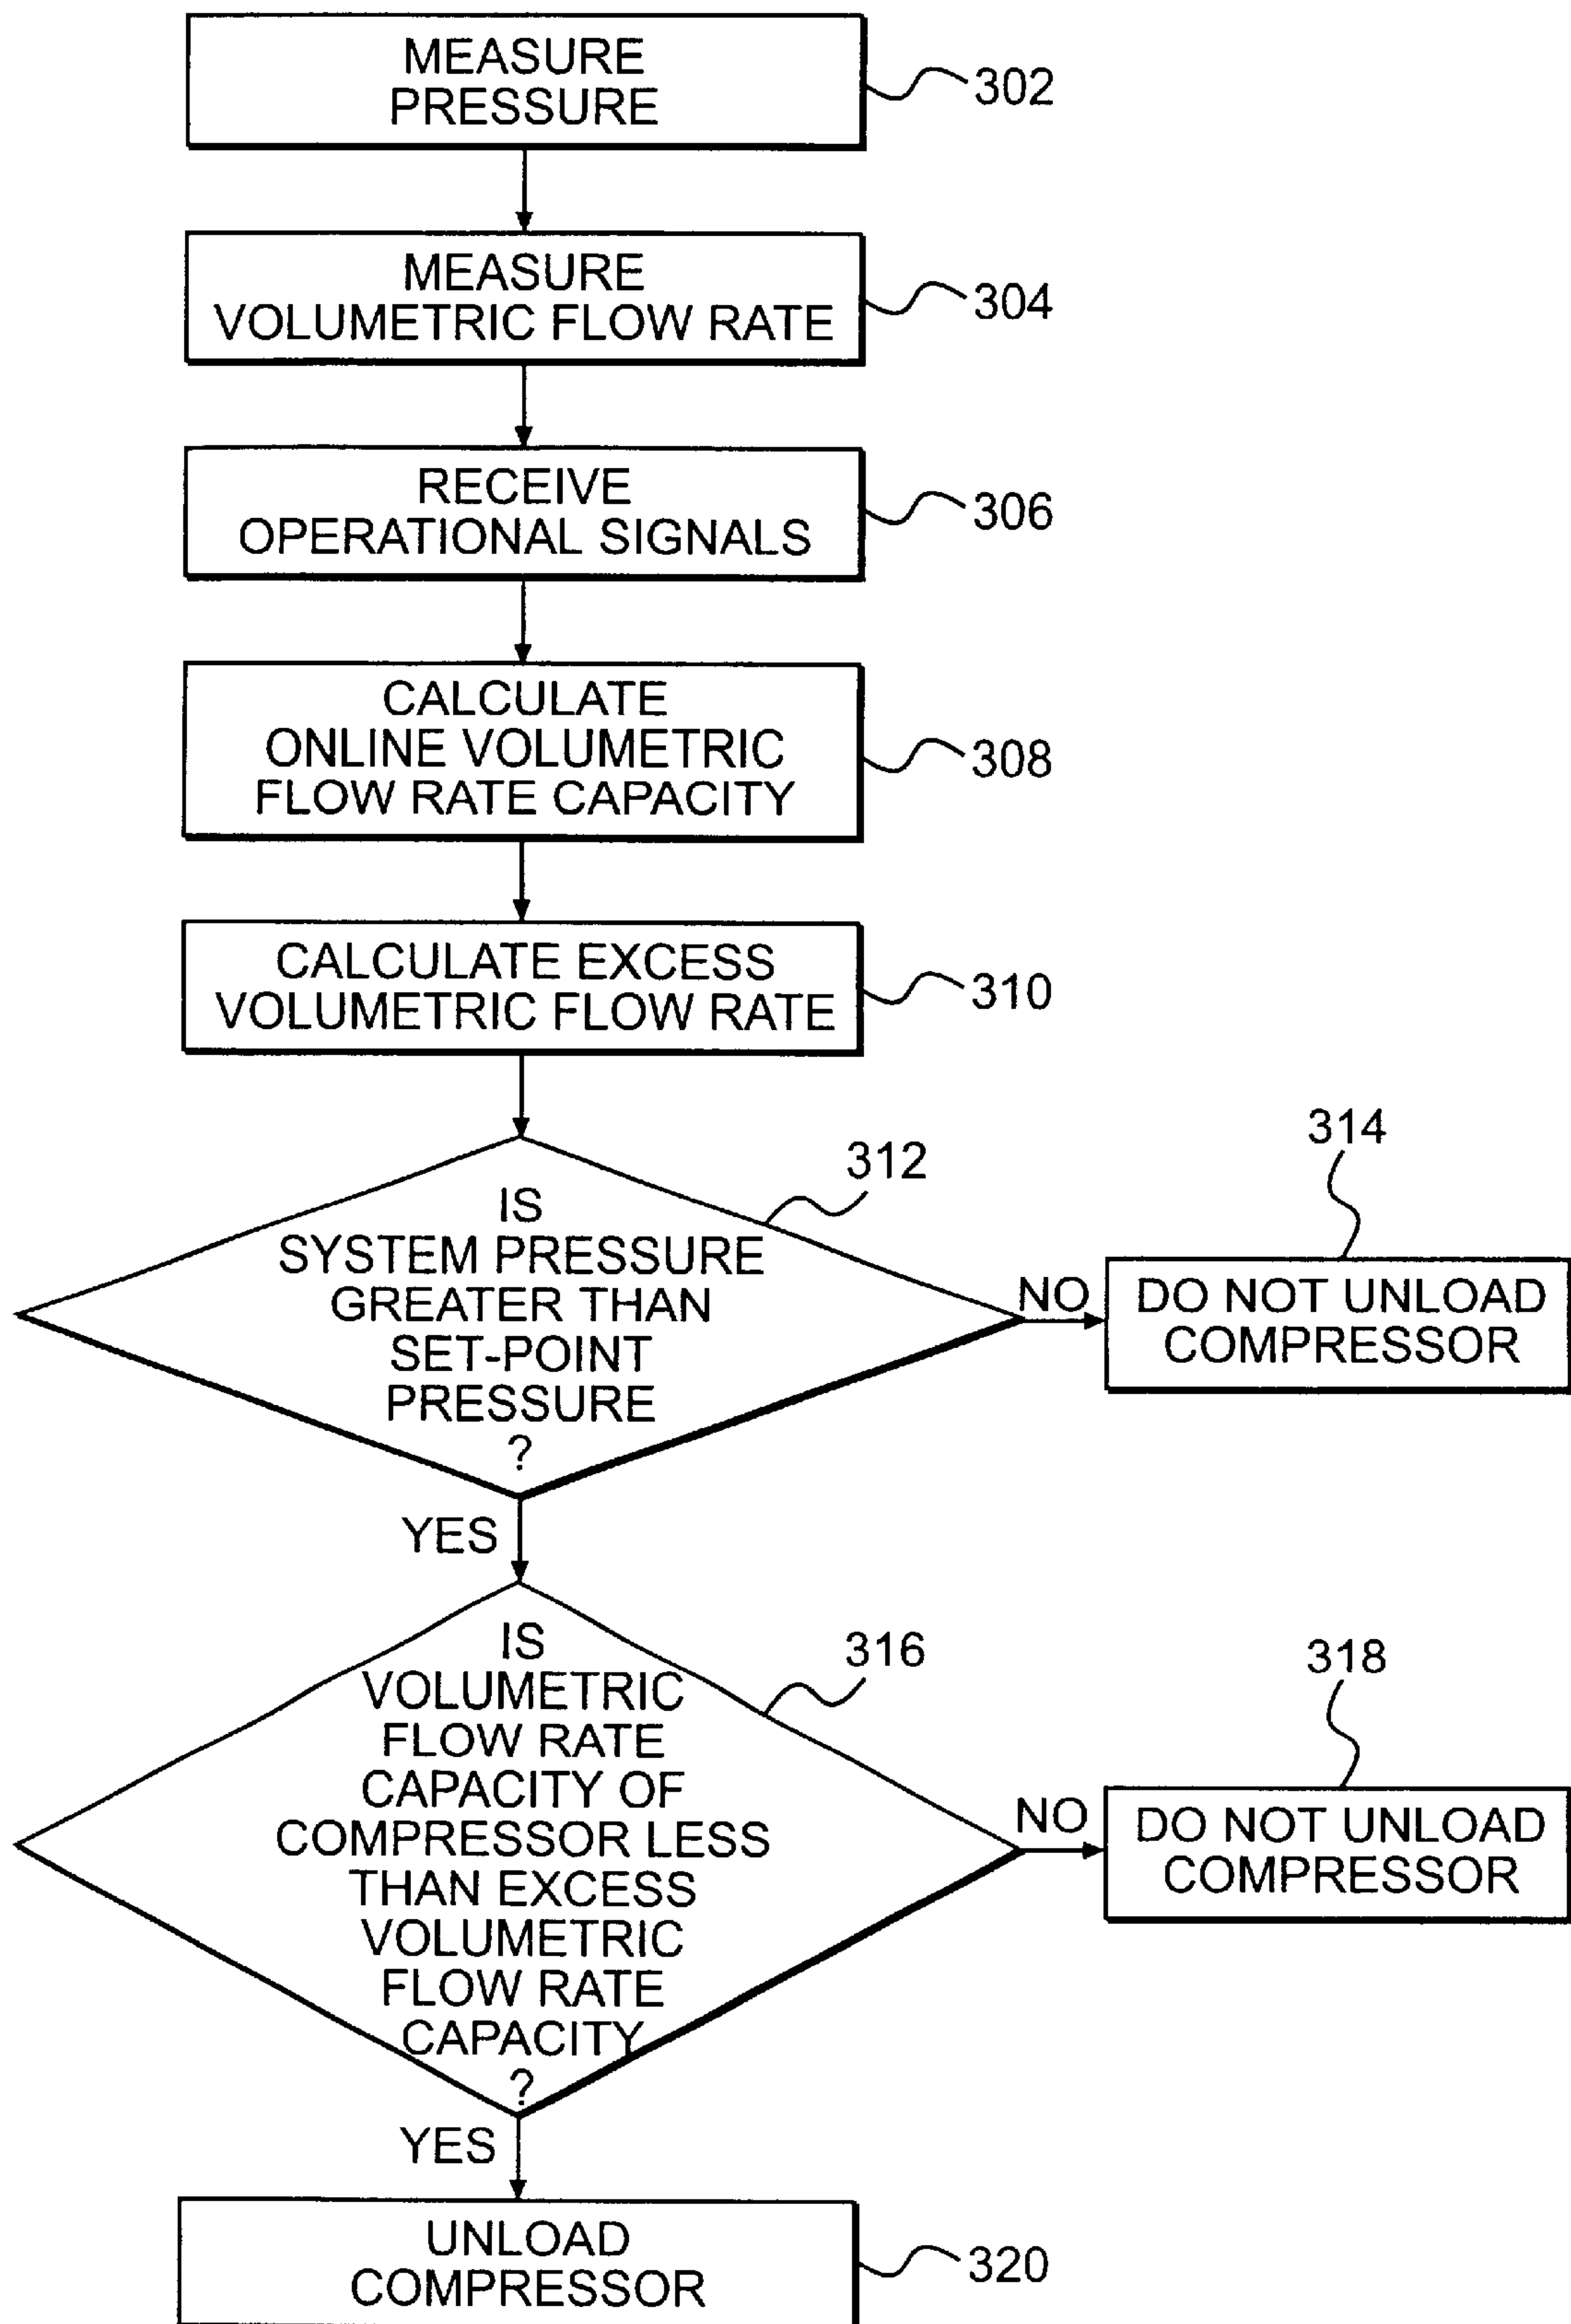 MEASURE
PRESSURE
302
MEASURE
VOLUMETRIC FLOW RATE
304
RECEIVE
OPERATIONAL SIGNALS
306
CALCULATE
ONLINE VOLUMETRIC
FLOW RATE CAPACITY
308
CALCULATE EXCESS
VOLUMETRIC FLOW RATE
310
IS
SYSTEM PRESSURE
GREATER THAN
SET-POINT
PRESSURE
?
312
NO
314
DO NOT UNLOAD
COMPRESSOR
YES
IS
VOLUMETRIC
FLOW RATE
CAPACITY OF
COMPRESSOR LESS
THAN EXCESS
VOLUMETRIC
FLOW RATE
CAPACITY
?
316
NO
318
DO NOT UNLOAD
COMPRESSOR
YES
UNLOAD
COMPRESSOR
320